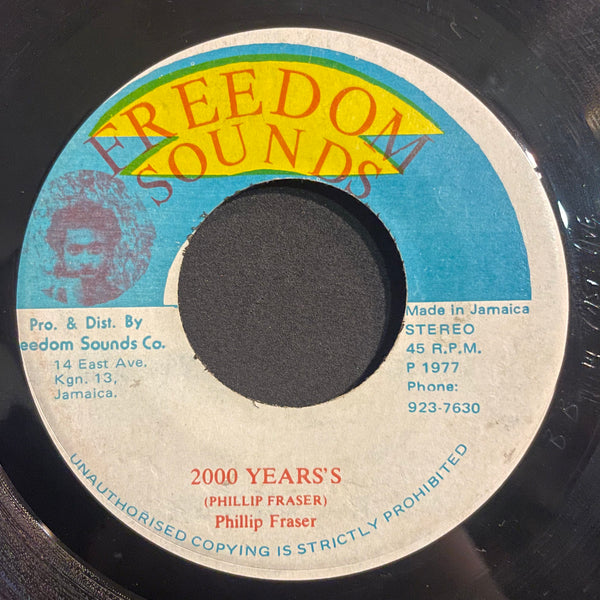 FREEDOM
SOUNDS
Pro. & Dist. By
eedom Sounds Co.
14 East Ave.
Kgn. 13,
Jamaica.
Made in Jamaica
STEREO
45 R.P.M.
P 1977
Phone:
923-7630
2000 YEARS'S
(PHILLIP FRASER)
Phillip Fraser
UNAUTHORISED COPYING IS STRICTLY PROHIBITED